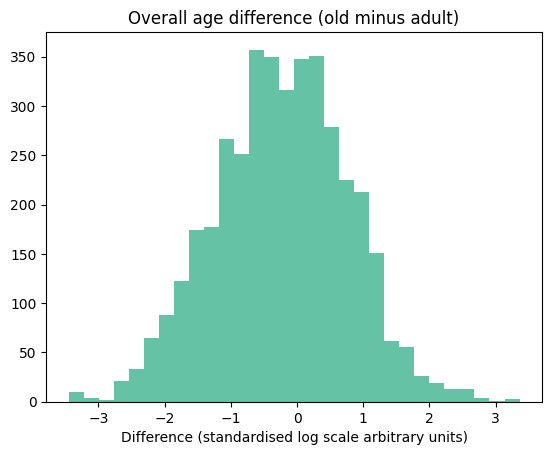 Overall age difference (old minus adult)
350
300
250
200
150
100
50
0
−3 −2 −1 0 1 2 3
Difference (standardised log scale arbitrary units)